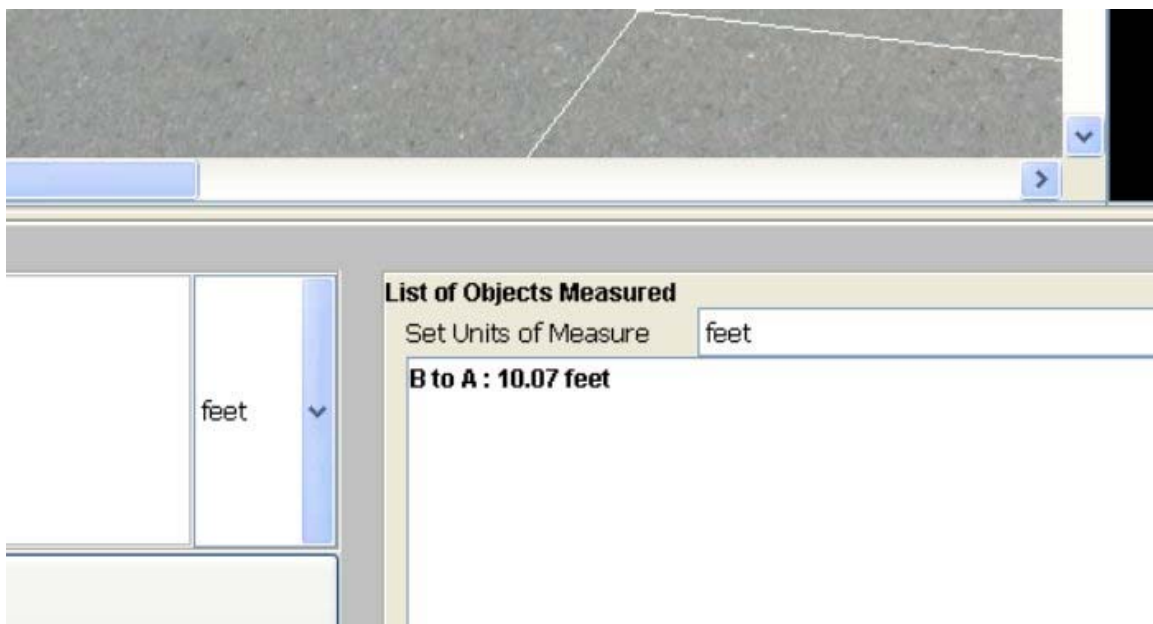 List of Objects Measured
Set Units of Measure feet
B to A : 10.07 feet
feet